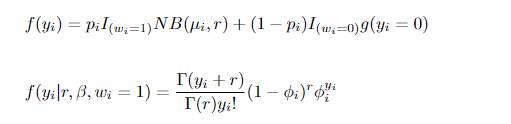 f(y_i) = p_i I_{(w_i=1)} NB(μ_i, r) + (1 − p_i) I_{(w_i=0)} g(y_i = 0)
f(y_i|r, β, w_i = 1) = \frac{Γ(y_i + r)}{Γ(r)y_i!} (1 − ϕ_i)^r ϕ_i^{y_i}